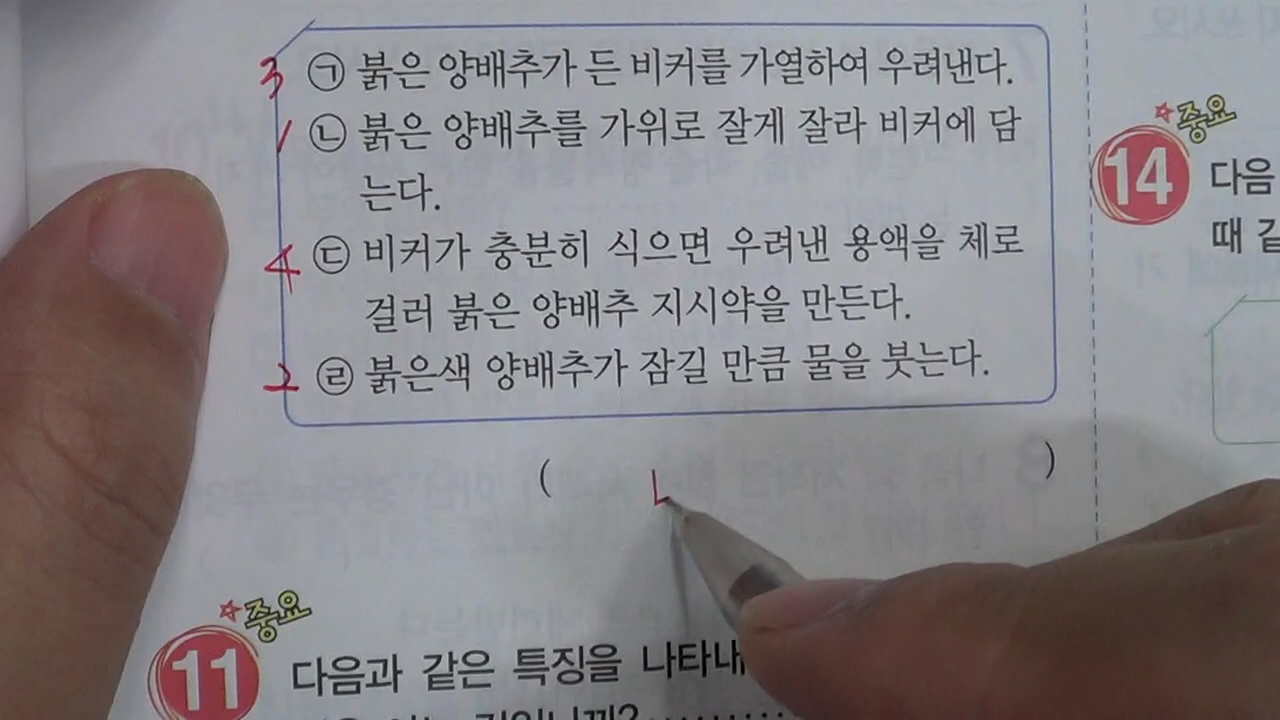 3 ㉠ 붉은 양배추가 든 비커를 가열하여 우려낸다.
1 ㉡ 붉은 양배추를 가위로 잘게 잘라 비커에 담
는다.
4 ㉢ 비커가 충분히 식으면 우려낸 용액을 체로
걸러 붉은 양배추 지시약을 만든다.
2 ㉣ 붉은색 양배추가 잠길 만큼 물을 붓는다.
( ㄴ )
중요
11 다음과 같은 특징을 나타내
중요
14 다음
때 같